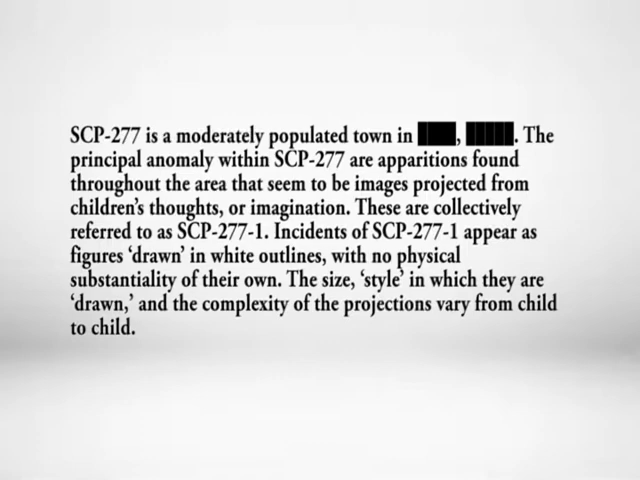 SCP-277 is a moderately populated town in ████, █████. The
principal anomaly within SCP-277 are apparitions found
throughout the area that seem to be images projected from
children's thoughts, or imagination. These are collectively
referred to as SCP-277-1. Incidents of SCP-277-1 appear as
figures ‘drawn’ in white outlines, with no physical
substantiality of their own. The size, ‘style’ in which they are
‘drawn,’ and the complexity of the projections vary from child
to child.